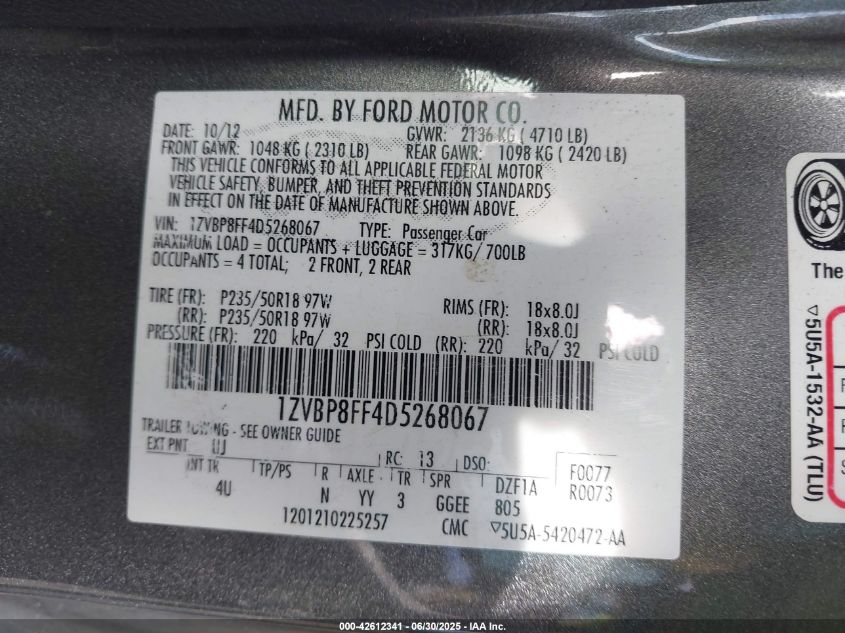 MFD. BY FORD MOTOR CO.
DATE: 10/12 GVWR: 2136 KG ( 4710 LB)
FRONT GAWR: 1048 KG ( 2310 LB) REAR GAWR: 1098 KG ( 2420 LB)
THIS VEHICLE CONFORMS TO ALL APPLICABLE FEDERAL MOTOR
VEHICLE SAFETY, BUMPER, AND THEFT PREVENTION STANDARDS
IN EFFECT ON THE DATE OF MANUFACTURE SHOWN ABOVE.
VIN: 1ZVBP8FF4D5268067 TYPE: Passenger Car
MAXIMUM LOAD = OCCUPANTS + LUGGAGE = 317KG/ 700LB
OCCUPANTS = 4 TOTAL; 2 FRONT, 2 REAR
TIRE (FR): P235/50R18 97W RIMS (FR): 18x8.0J
(RR): P235/50R18 97W (RR): 18x8.0J
PRESSURE (FR): 220 kPa/ 32 PSI COLD (RR): 220 kPa/ 32 PSI COLD
1ZVBP8FF4D5268067
TRAILER TOWING - SEE OWNER GUIDE
EXT PNT UJ RC: 13 DSO: F0077
INT TR TP/PS R AXLE TR SPR DZF1A R0073
4U N YY 3 GGEE 805
1201210225257 CMC ▽5U5A-5420472-AA
The
▽5U5A-1532-AA (TLU)
000-42612341 - 06/30/2025 - IAA Inc.